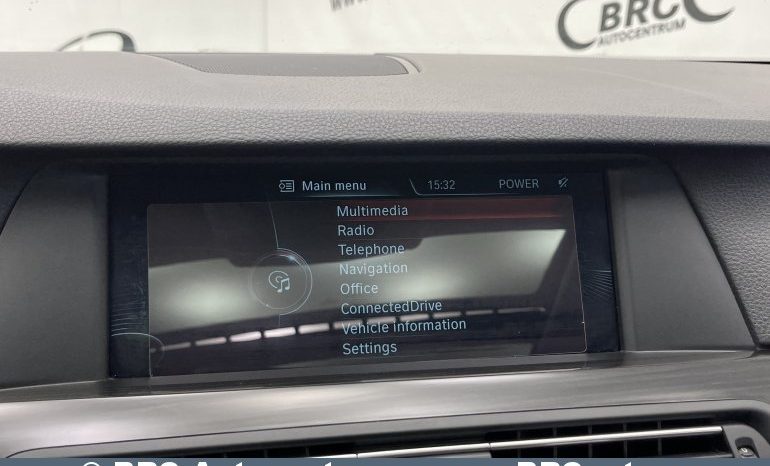 BRC
AUTOCENTRUM
Main menu 15:32 POWER
Multimedia
Radio
Telephone
Navigation
Office
ConnectedDrive
Vehicle information
Settings